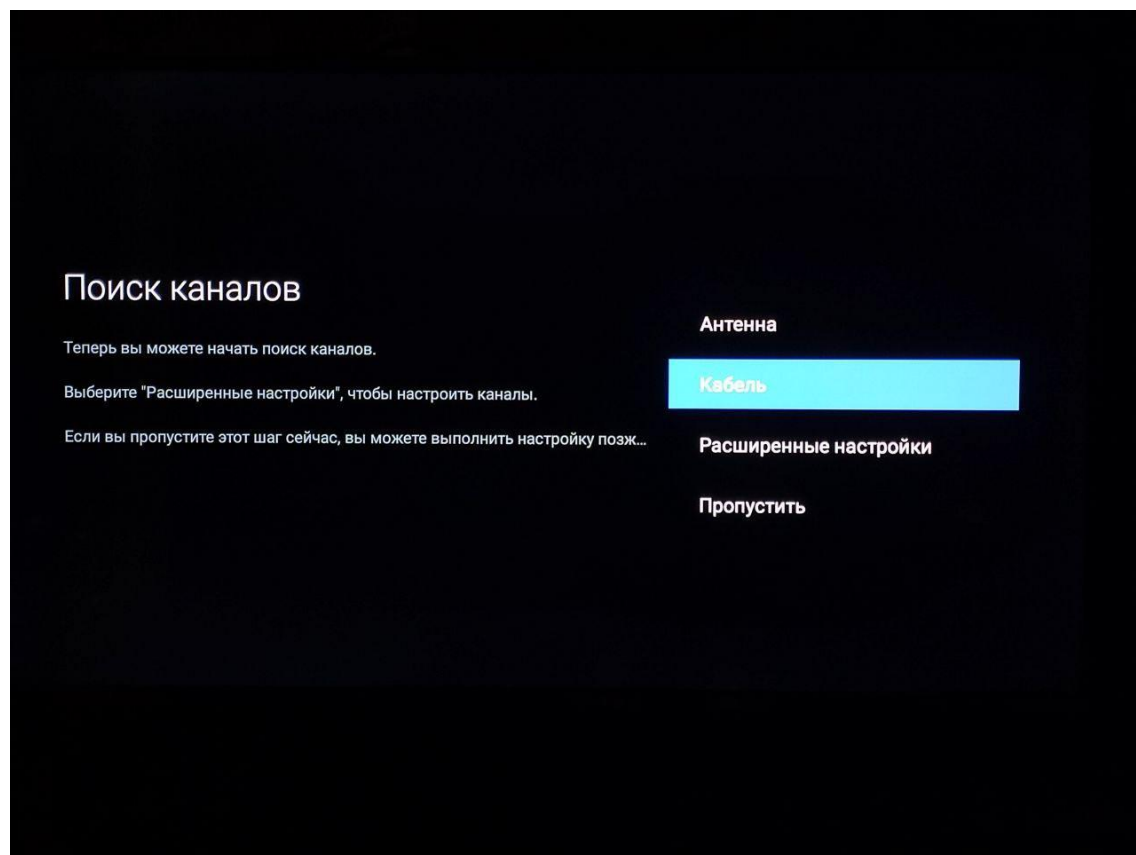 Поиск каналов
Теперь вы можете начать поиск каналов.
Выберите "Расширенные настройки", чтобы настроить каналы.
Если вы пропустите этот шаг сейчас, вы можете выполнить настройку позж...
Антенна
Кабель
Расширенные настройки
Пропустить